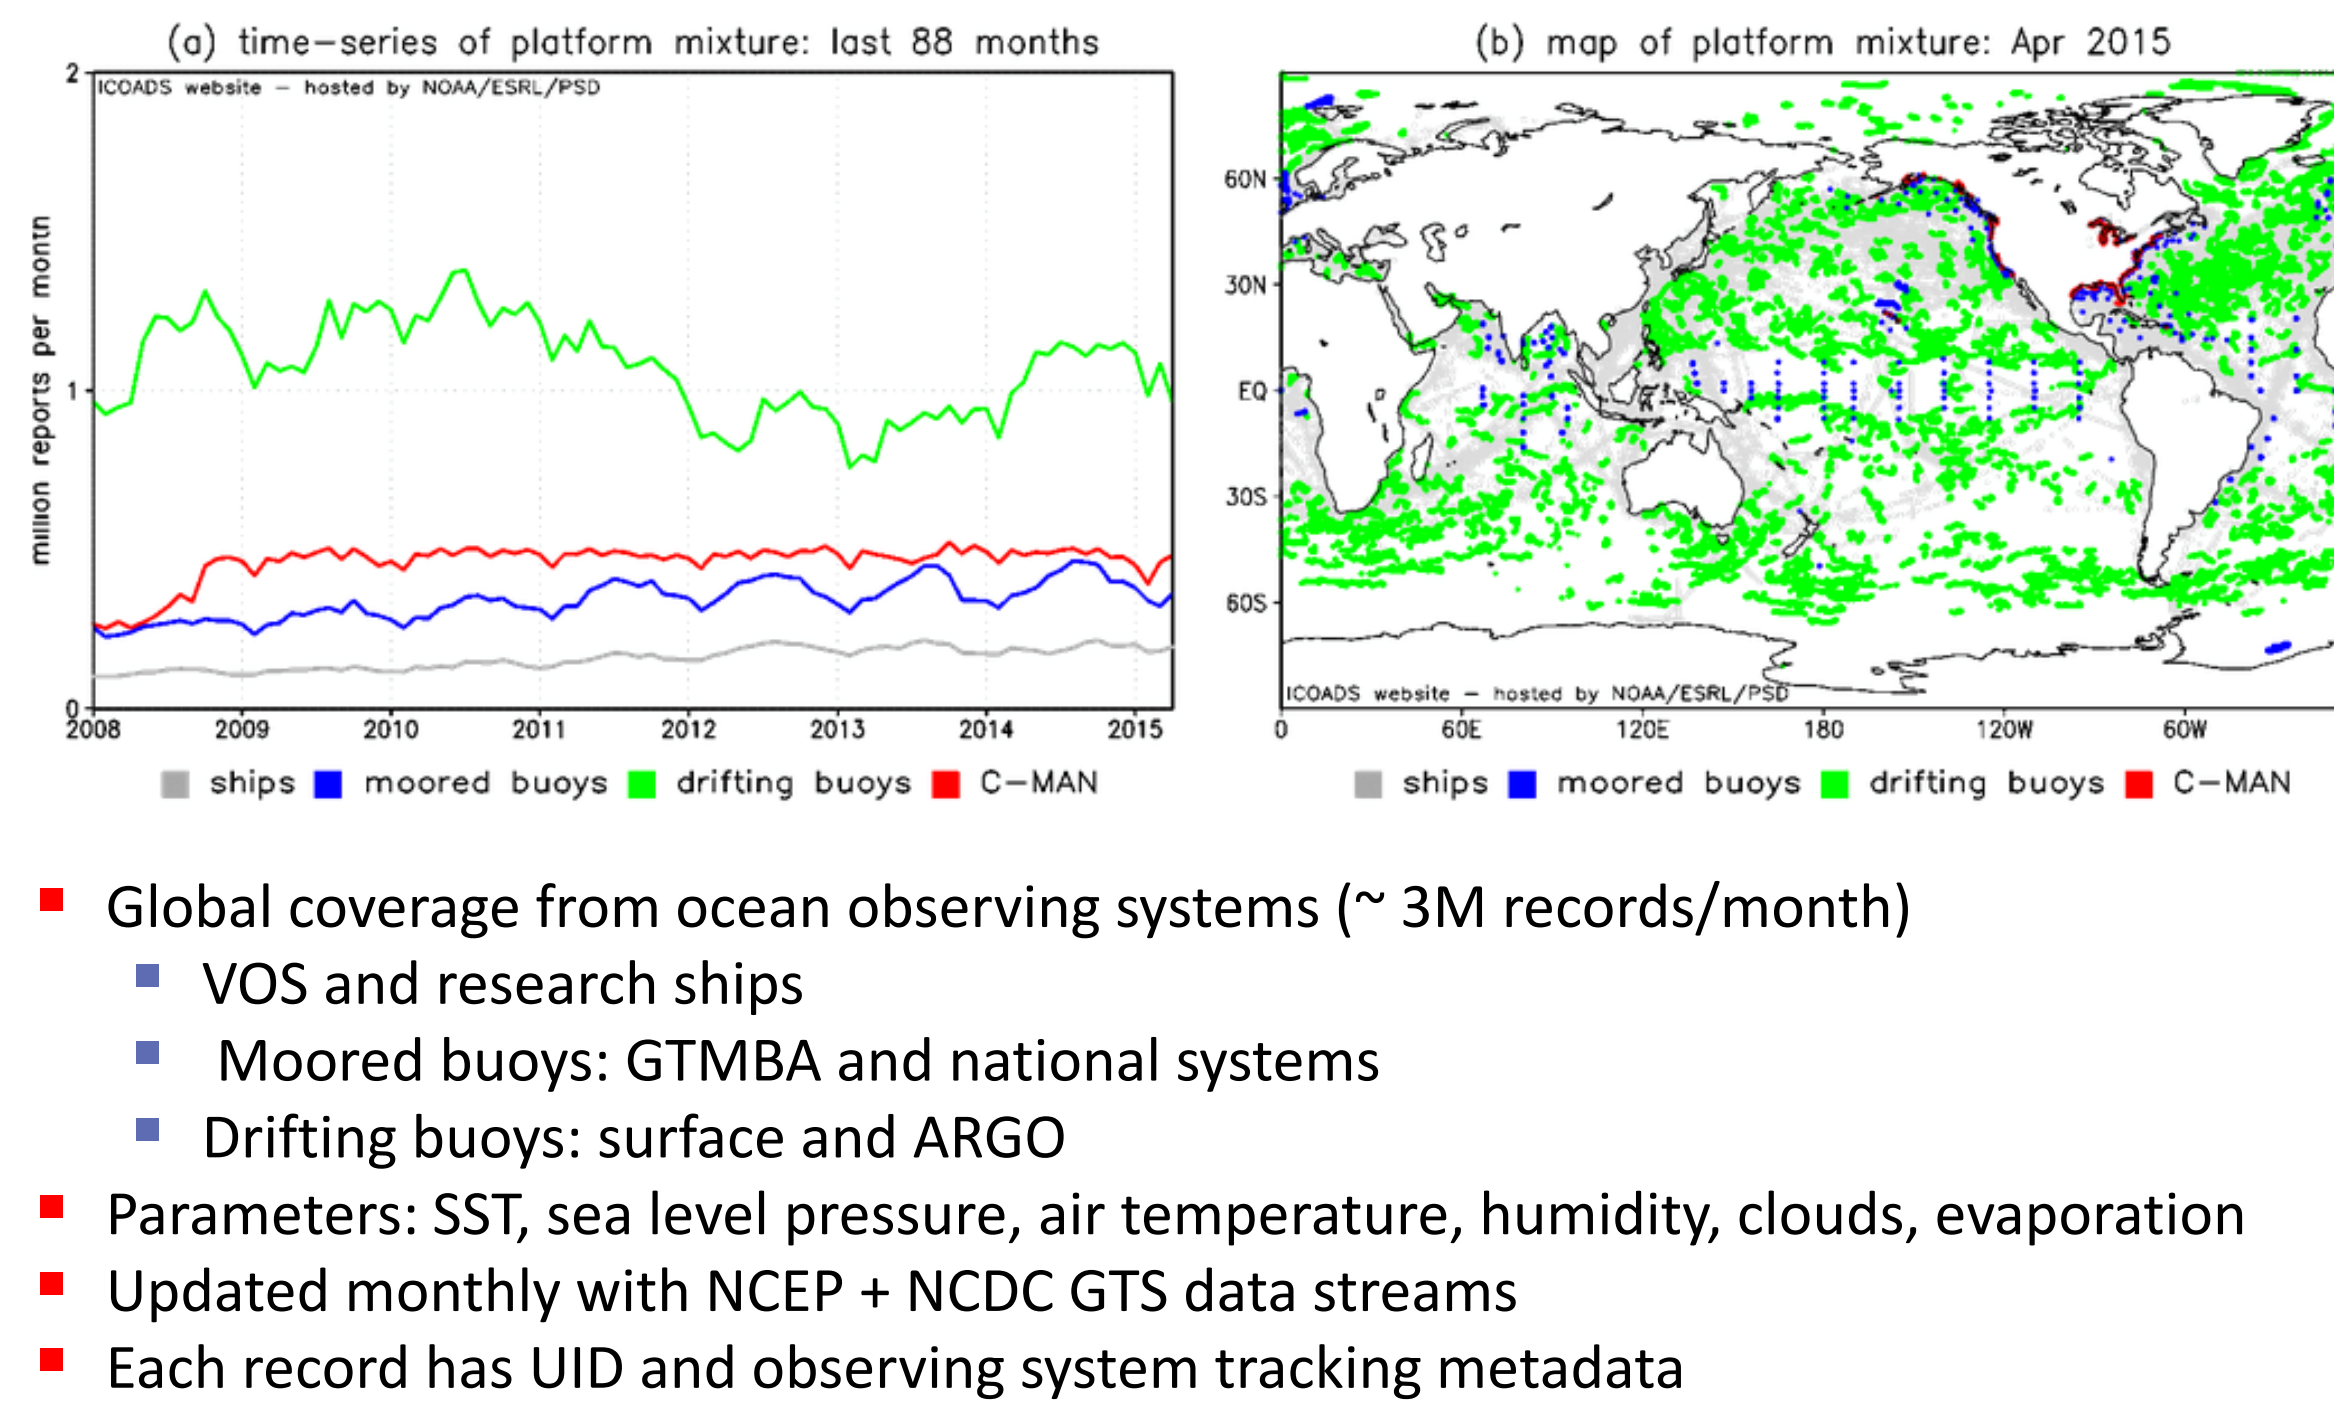 (a) time-series of platform mixture: last 88 months
ICOADS website - hosted by NOAA/ESRL/PSD
million reports per month
2
1
0
2008 2009 2010 2011 2012 2013 2014 2015
ships moored buoys drifting buoys C-MAN
(b) map of platform mixture: Apr 2015
60N
30N
EQ
30S
60S
ICOADS website - hosted by NOAA/ESRL/PSD
0 60E 120E 180 120W 60W
ships moored buoys drifting buoys C-MAN
Global coverage from ocean observing systems (~ 3M records/month)
VOS and research ships
Moored buoys: GTMBA and national systems
Drifting buoys: surface and ARGO
Parameters: SST, sea level pressure, air temperature, humidity, clouds, evaporation
Updated monthly with NCEP + NCDC GTS data streams
Each record has UID and observing system tracking metadata